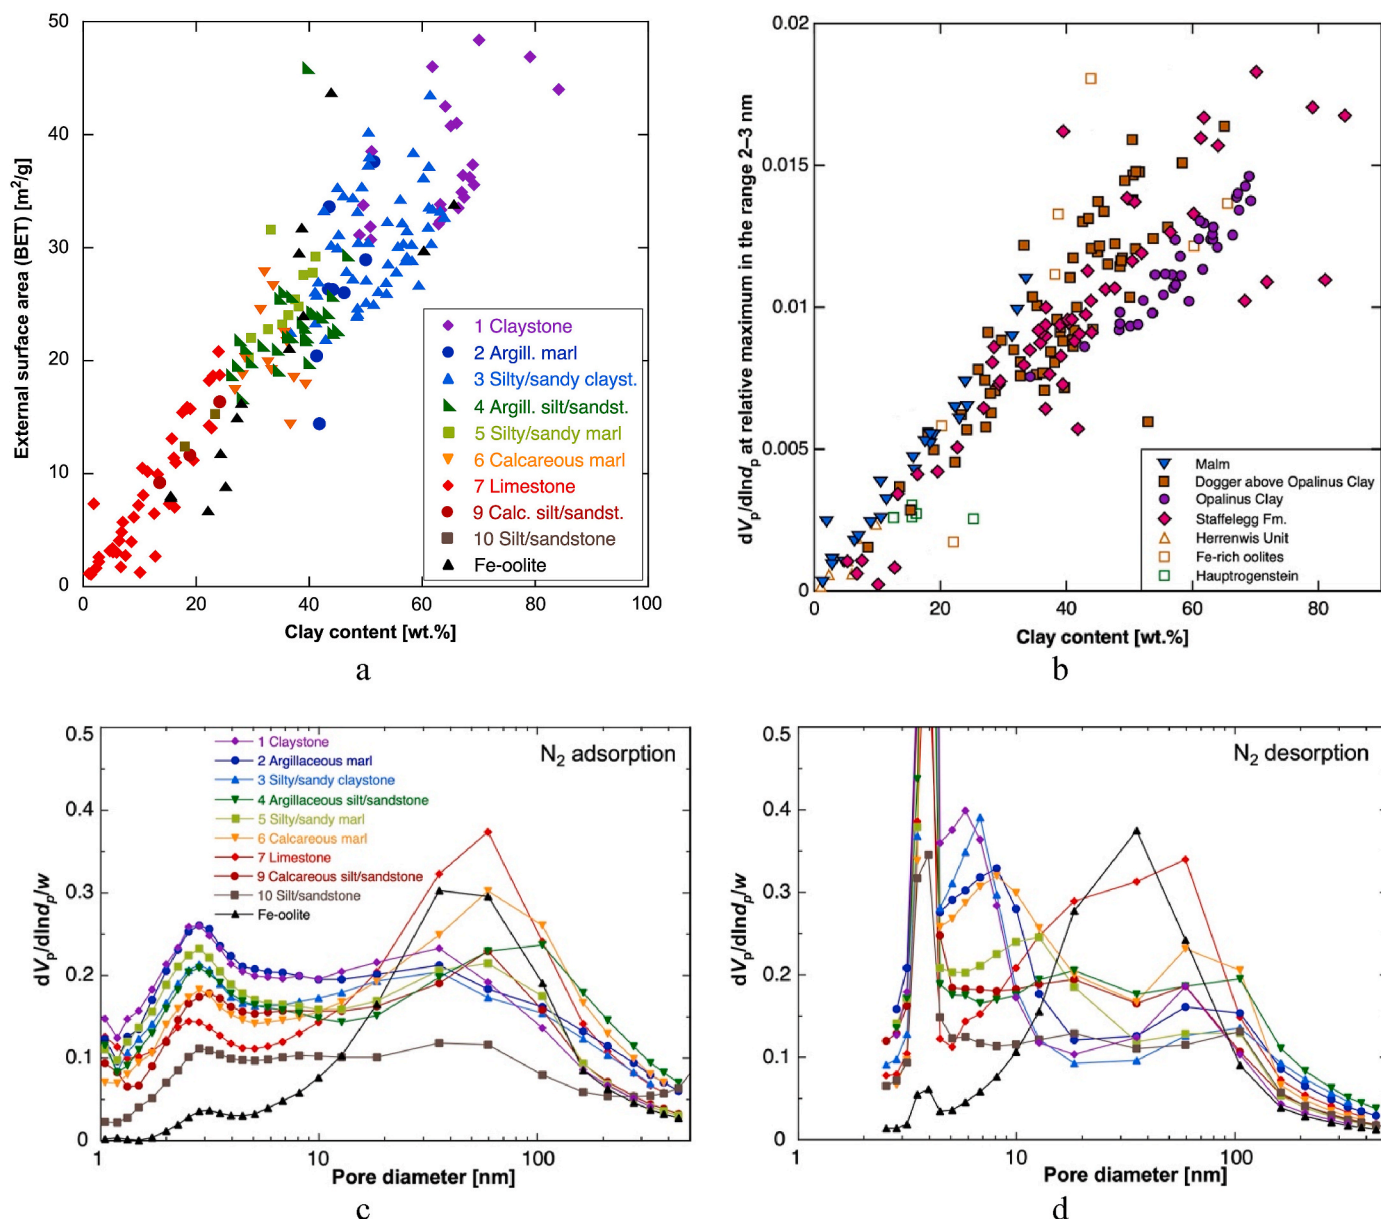 50
40
30
20
10
0
External surface area (BET) [m²/g]
1 Claystone
2 Argill. marl
3 Silty/sandy clayst.
4 Argill. silt/sandst.
5 Silty/sandy marl
6 Calcareous marl
7 Limestone
9 Calc. silt/sandst.
10 Silt/sandstone
Fe-oolite
0 20 40 60 80 100
Clay content [wt.%]
a
0.02
0.015
0.01
0.005
0
dVp/dlndp at relative maximum in the range 2–3 nm
Malm
Dogger above Opalinus Clay
Opalinus Clay
Staffelegg Fm.
Herrenwis Unit
Fe-rich oolites
Hauptrogenstein
0 20 40 60 80
Clay content [wt.%]
b
0.5
0.4
0.3
0.2
0.1
0
dVp/dlndp/w
N2 adsorption
1 Claystone
2 Argillaceous marl
3 Silty/sandy claystone
4 Argillaceous silt/sandstone
5 Silty/sandy marl
6 Calcareous marl
7 Limestone
9 Calcareous silt/sandstone
10 Silt/sandstone
Fe-oolite
1 10 100
Pore diameter [nm]
c
0.5
0.4
0.3
0.2
0.1
0
dVp/dlndp/w
N2 desorption
1 10 100
Pore diameter [nm]
d